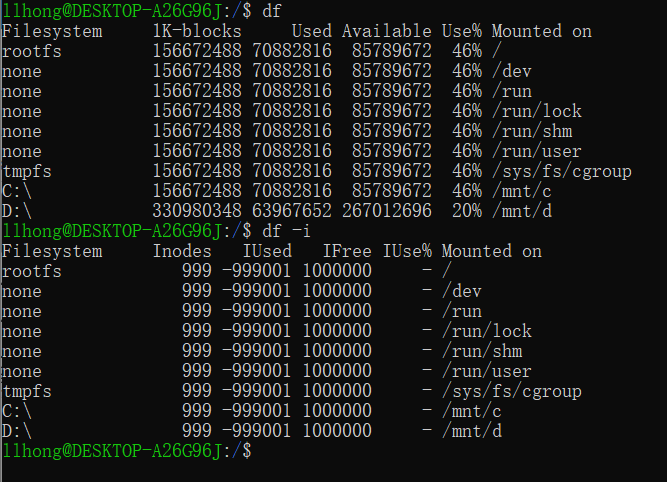 llhong@DESKTOP-A26G96J:/$ df
Filesystem     1K-blocks     Used Available Use% Mounted on
rootfs         156672488 70882816  85789672  46% /
none           156672488 70882816  85789672  46% /dev
none           156672488 70882816  85789672  46% /run
none           156672488 70882816  85789672  46% /run/lock
none           156672488 70882816  85789672  46% /run/shm
none           156672488 70882816  85789672  46% /run/user
tmpfs          156672488 70882816  85789672  46% /sys/fs/cgroup
C:\            156672488 70882816  85789672  46% /mnt/c
D:\            330980348 63967652 267012696  20% /mnt/d
llhong@DESKTOP-A26G96J:/$ df -i
Filesystem     Inodes   IUsed   IFree IUse% Mounted on
rootfs            999 -999001 1000000     - /
none              999 -999001 1000000     - /dev
none              999 -999001 1000000     - /run
none              999 -999001 1000000     - /run/lock
none              999 -999001 1000000     - /run/shm
none              999 -999001 1000000     - /run/user
tmpfs             999 -999001 1000000     - /sys/fs/cgroup
C:\               999 -999001 1000000     - /mnt/c
D:\               999 -999001 1000000     - /mnt/d
llhong@DESKTOP-A26G96J:/$